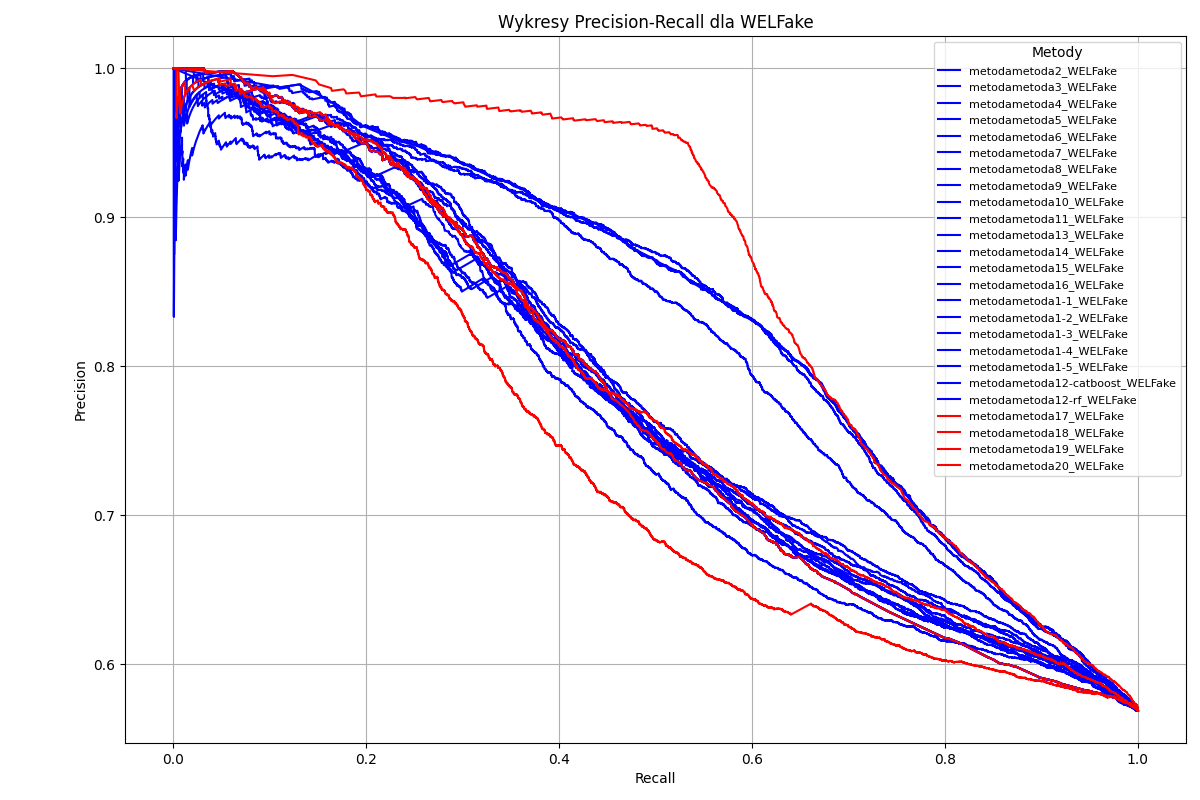 Wykresy Precision-Recall dla WELFake
Metody
metodametoda2_WELFake
metodametoda3_WELFake
metodametoda4_WELFake
metodametoda5_WELFake
metodametoda6_WELFake
metodametoda7_WELFake
metodametoda8_WELFake
metodametoda9_WELFake
metodametoda10_WELFake
metodametoda11_WELFake
metodametoda13_WELFake
metodametoda14_WELFake
metodametoda15_WELFake
metodametoda16_WELFake
metodametoda1-1_WELFake
metodametoda1-2_WELFake
metodametoda1-3_WELFake
metodametoda1-4_WELFake
metodametoda1-5_WELFake
metodametoda12-catboost_WELFake
metodametoda12-rf_WELFake
metodametoda17_WELFake
metodametoda18_WELFake
metodametoda19_WELFake
metodametoda20_WELFake
Precision
1.0
0.9
0.8
0.7
0.6
0.0 0.2 0.4 0.6 0.8 1.0
Recall